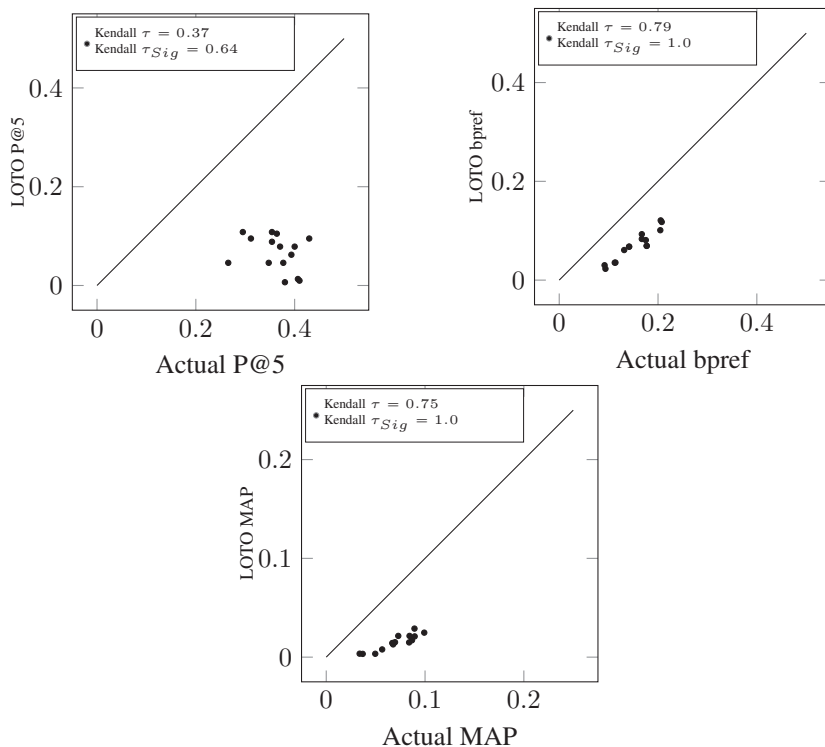 Kendall τ = 0.37
Kendall τSig = 0.64
LOTO P@5
0.4
0.2
0
0
0.2
0.4
Actual P@5
Kendall τ = 0.79
Kendall τSig = 1.0
LOTO bpref
0.4
0.2
0
0
0.2
0.4
Actual bpref
Kendall τ = 0.75
Kendall τSig = 1.0
LOTO MAP
0.2
0.1
0
0
0.1
0.2
Actual MAP